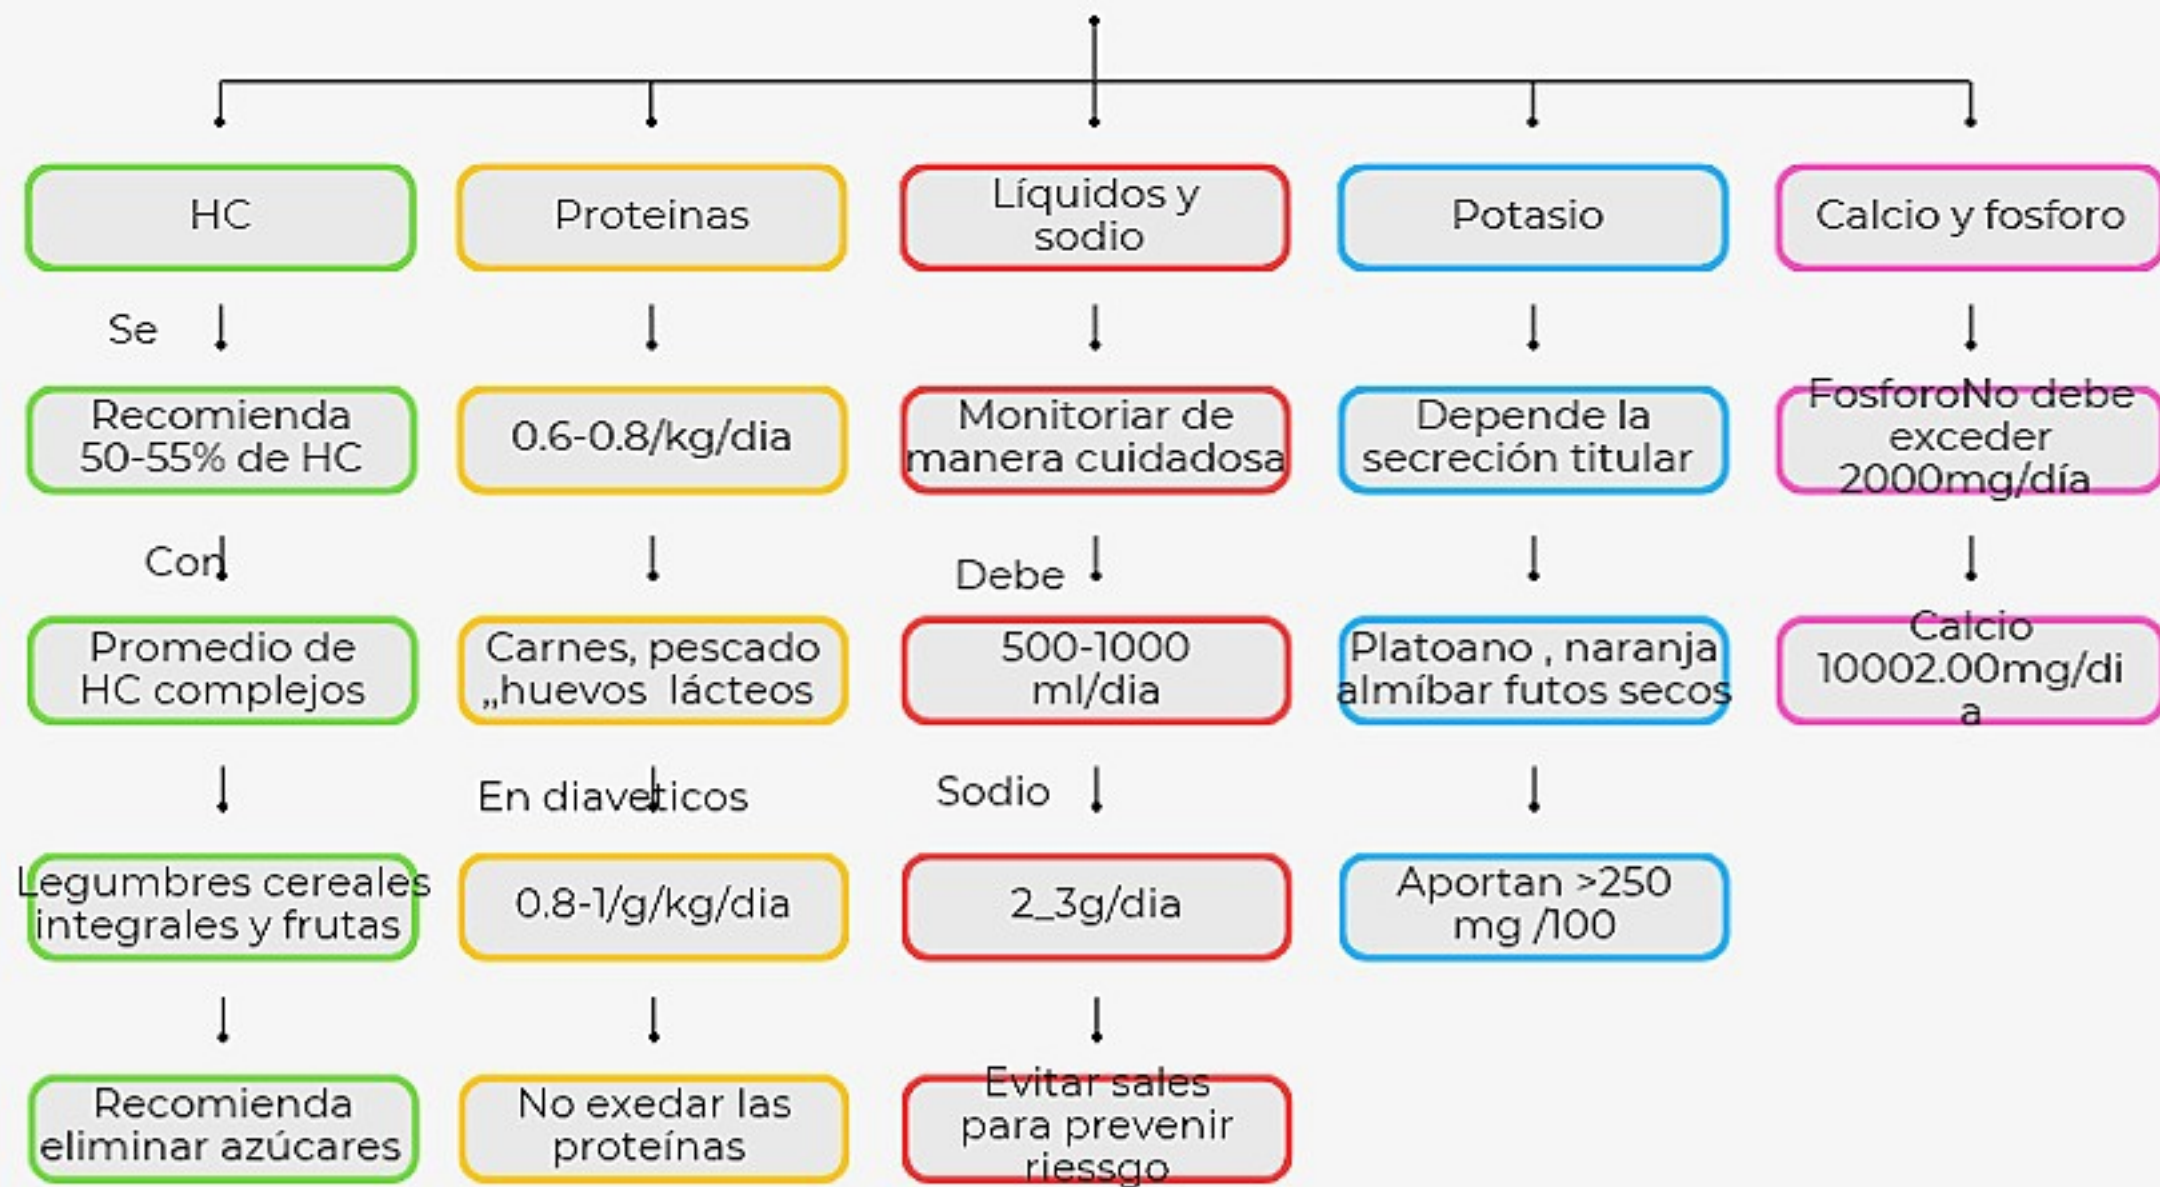 HC
Se
Recomienda
50-55% de HC
Con
Promedio de
HC complejos
Legumbres cereales
integrales y frutas
Recomienda
eliminar azúcares
Proteinas
0.6-0.8/kg/dia
Carnes, pescado
,,huevos lácteos
En diaveticos
0.8-1/g/kg/dia
No exedar las
proteínas
Líquidos y
sodio
Monitoriar de
manera cuidadosa
Debe
500-1000
ml/dia
Sodio
2_3g/dia
Evitar sales
para prevenir
riessgo
Potasio
Depende la
secreción titular
Platoano , naranja
almíbar futos secos
Aportan >250
mg /100
Calcio y fosforo
FosforoNo debe
exceder
2000mg/día
Calcio
10002.00mg/di
a